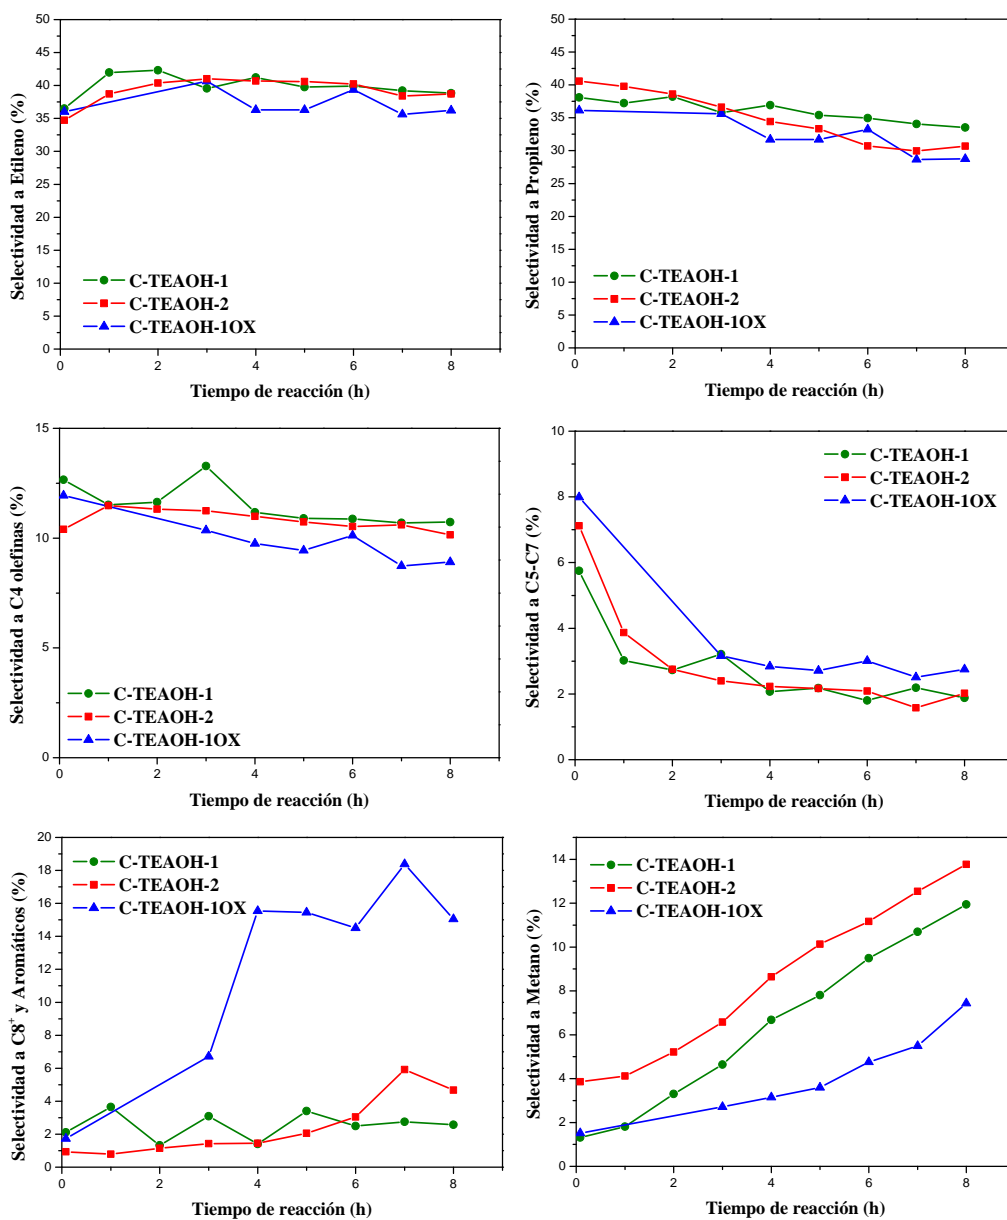 50
45
40
35
30
25
20
15
10
5
0
Selectividad a Etileno (%)
C-TEAOH-1
C-TEAOH-2
C-TEAOH-1OX
0 2 4 6 8
Tiempo de reacción (h)
50
45
40
35
30
25
20
15
10
5
0
Selectividad a Propileno (%)
C-TEAOH-1
C-TEAOH-2
C-TEAOH-1OX
0 2 4 6 8
Tiempo de reacción (h)
15
10
5
0
Selectividad a C4 olefinas (%)
C-TEAOH-1
C-TEAOH-2
C-TEAOH-1OX
0 2 4 6 8
Tiempo de reacción (h)
10
8
6
4
2
0
Selectividad a C5-C7 (%)
C-TEAOH-1
C-TEAOH-2
C-TEAOH-1OX
0 2 4 6 8
Tiempo de reacción (h)
20
18
16
14
12
10
8
6
4
2
0
Selectividad a C8⁺ y Aromáticos (%)
C-TEAOH-1
C-TEAOH-2
C-TEAOH-1OX
0 2 4 6 8
Tiempo de reacción (h)
14
12
10
8
6
4
2
0
Selectividad a Metano (%)
C-TEAOH-1
C-TEAOH-2
C-TEAOH-1OX
0 2 4 6 8
Tiempo de reacción (h)